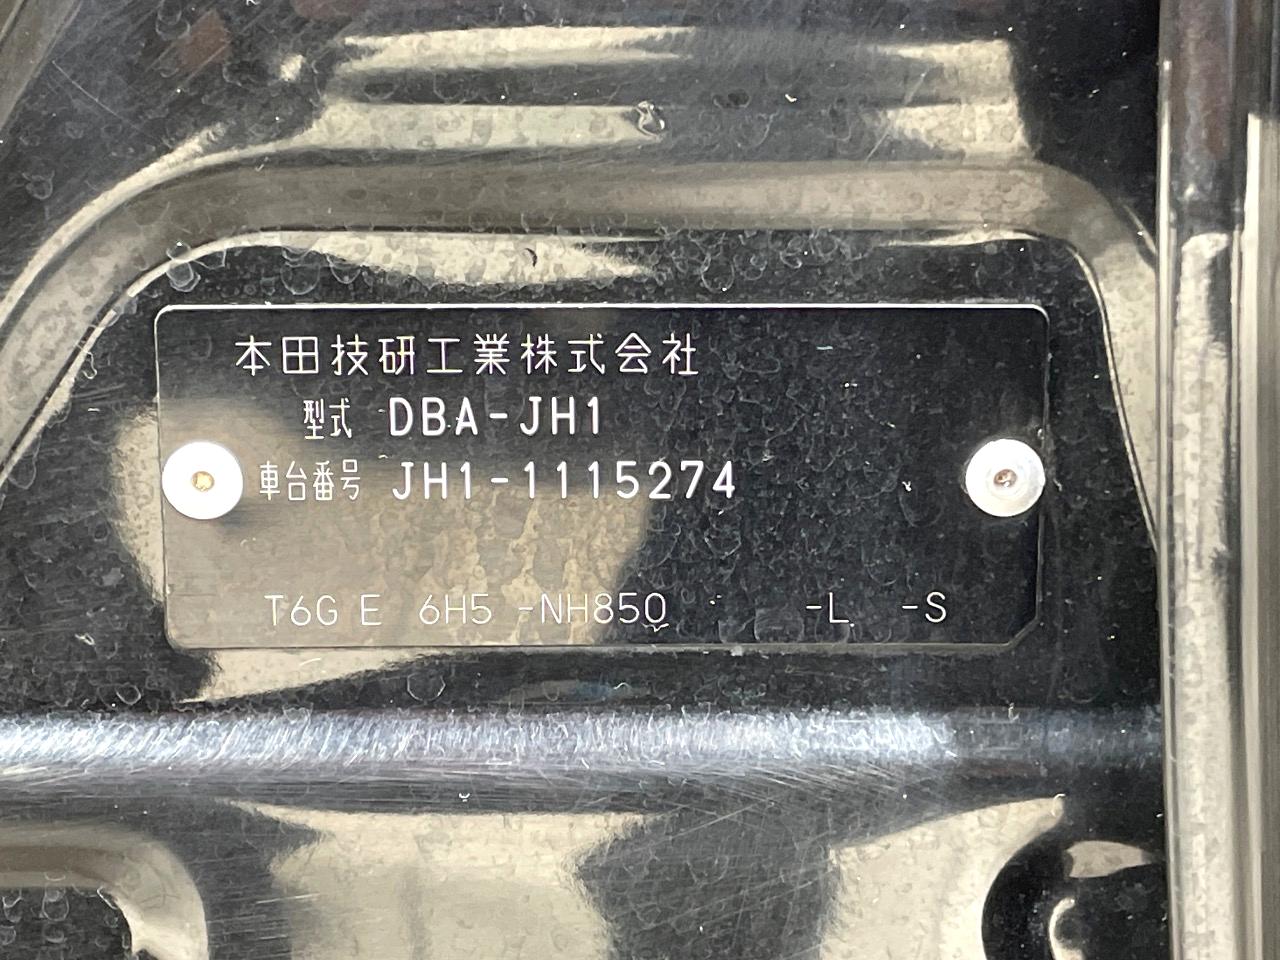 本田技研工業株式会社
型式 DBA-JH1
車台番号 JH1-1115274
T6G E 6H5 -NH850 -L -S